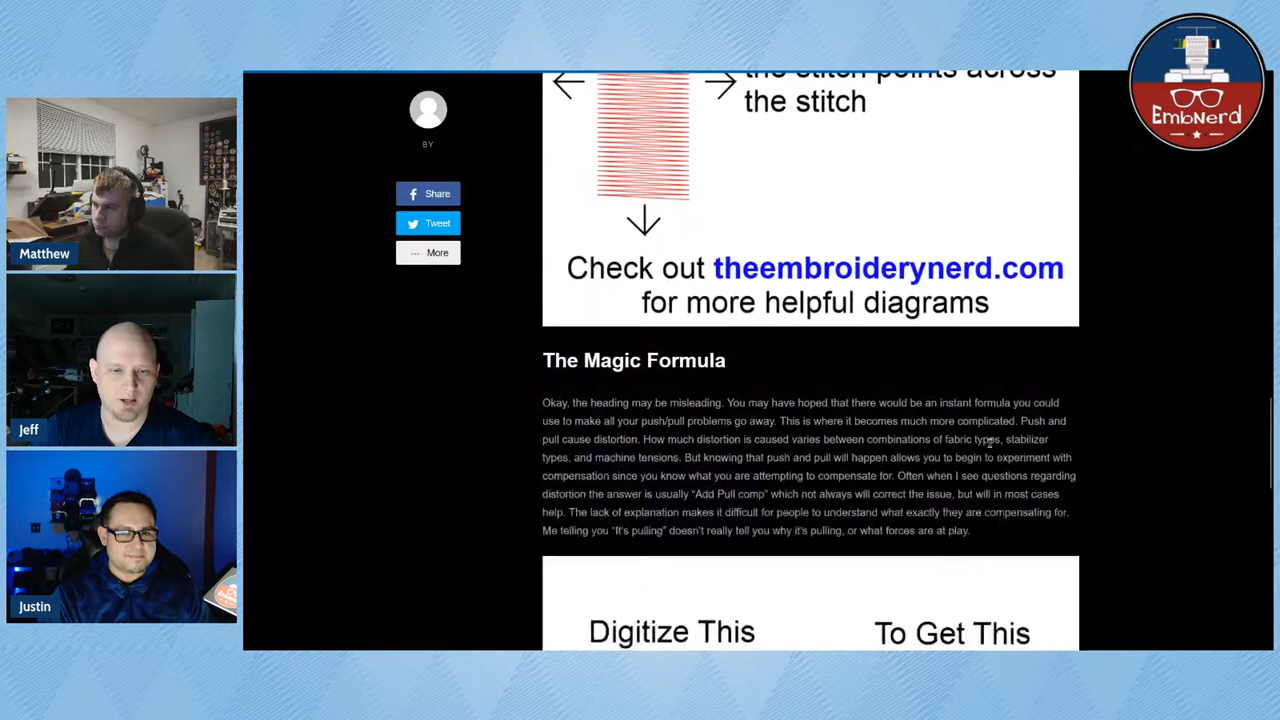 EmbNerd
Matthew
Jeff
Justin
BY
Share
Tweet
More
the stitch points across
the stitch
Check out theembroiderynerd.com
for more helpful diagrams
The Magic Formula
Okay, the heading may be misleading. You may have hoped that there would be an instant formula you could
use to make all your push/pull problems go away. This is where it becomes much more complicated. Push and
pull cause distortion. How much distortion is caused varies between combinations of fabric types, stabilizer
types, and machine tensions. But knowing that push and pull will happen allows you to begin to experiment with
compensation since you know what you are attempting to compensate for. Often when I see questions regarding
distortion the answer is usually “Add Pull comp” which not always will correct the issue, but will in most cases
help. The lack of explanation makes it difficult for people to understand what exactly they are compensating for.
Me telling you “It's pulling” doesn't really tell you why it's pulling, or what forces are at play.
Digitize This
To Get This